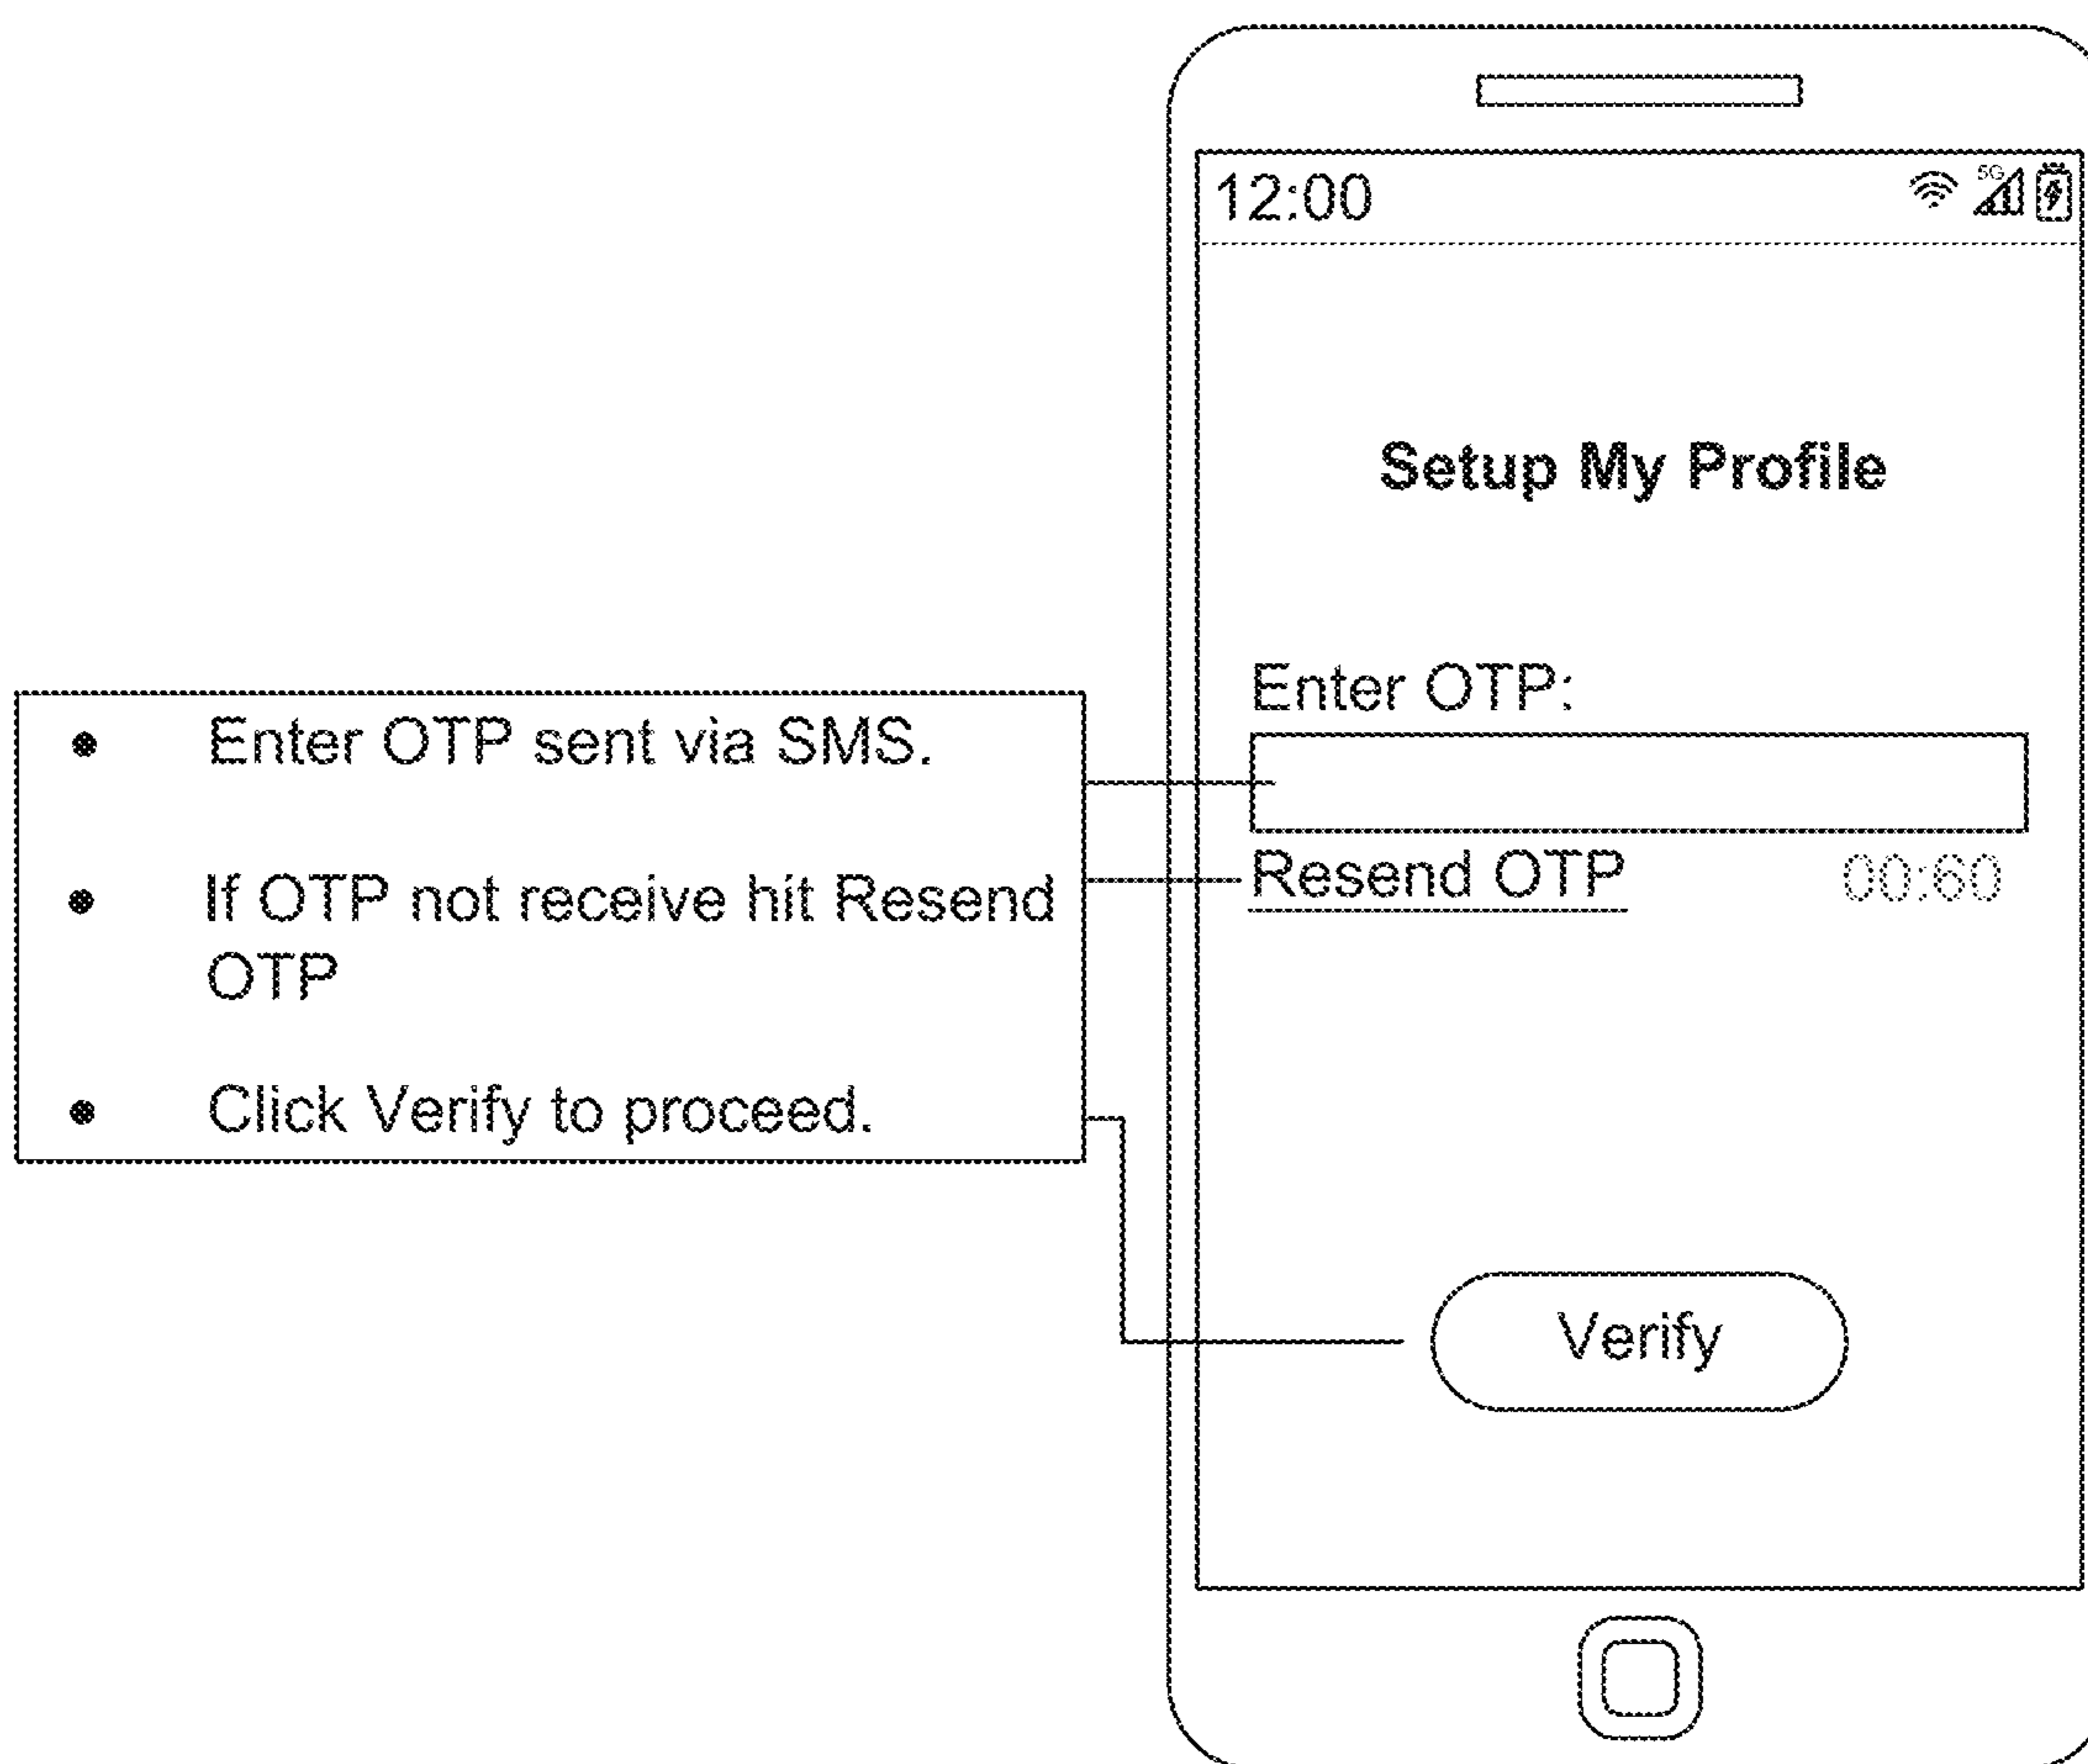 12:00
5G
Setup My Profile
Enter OTP:
Resend OTP 00:60
Verify
• Enter OTP sent via SMS.
• If OTP not receive hit Resend
OTP
• Click Verify to proceed.